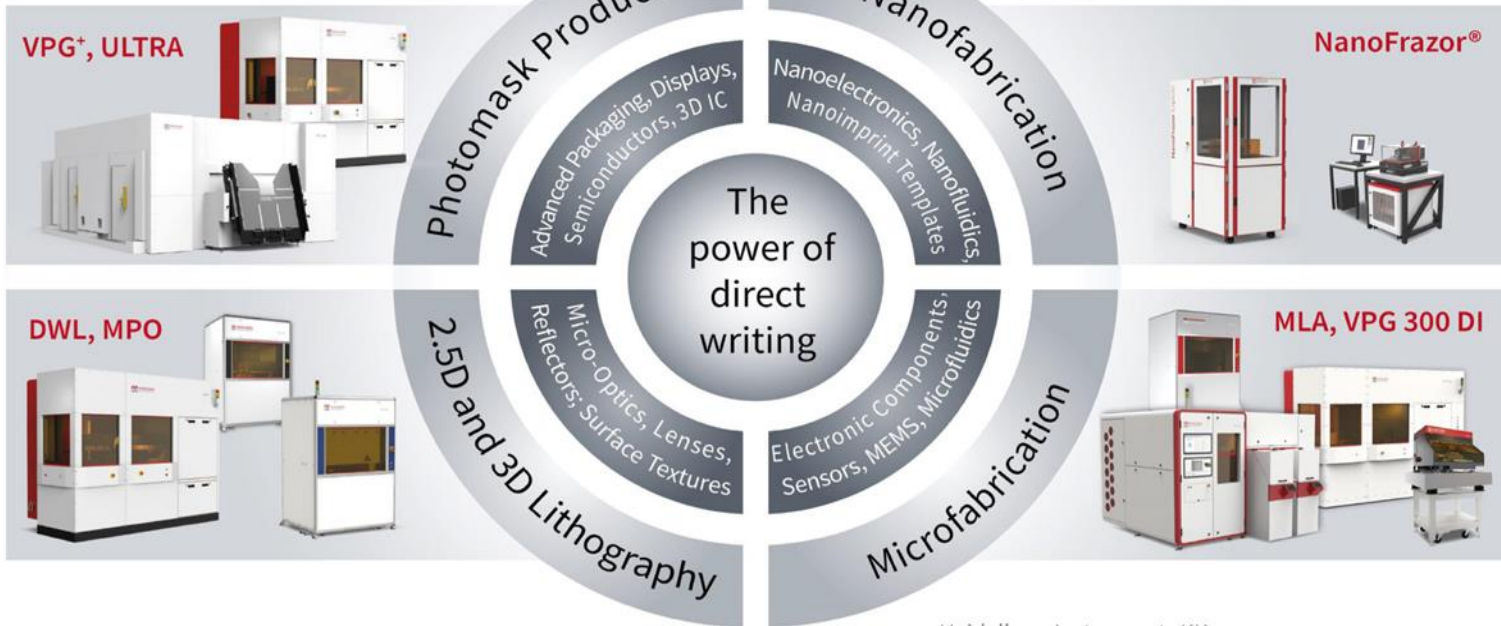 VPG+, ULTRA
NanoFrazor®
DWL, MPO
MLA, VPG 300 DI
Photomask
Nanofabrication
2.5D and 3D Lithography
Microfabrication
Advanced Packaging, Displays,
Semiconductors, 3D IC
Nanoelectronics, Nanofluidics,
Nanoimprint Templates
Micro-Optics, Lenses,
Reflectors; Surface Textures
Electronic Components,
Sensors, MEMS, Microfluidics
The
power of
direct
writing